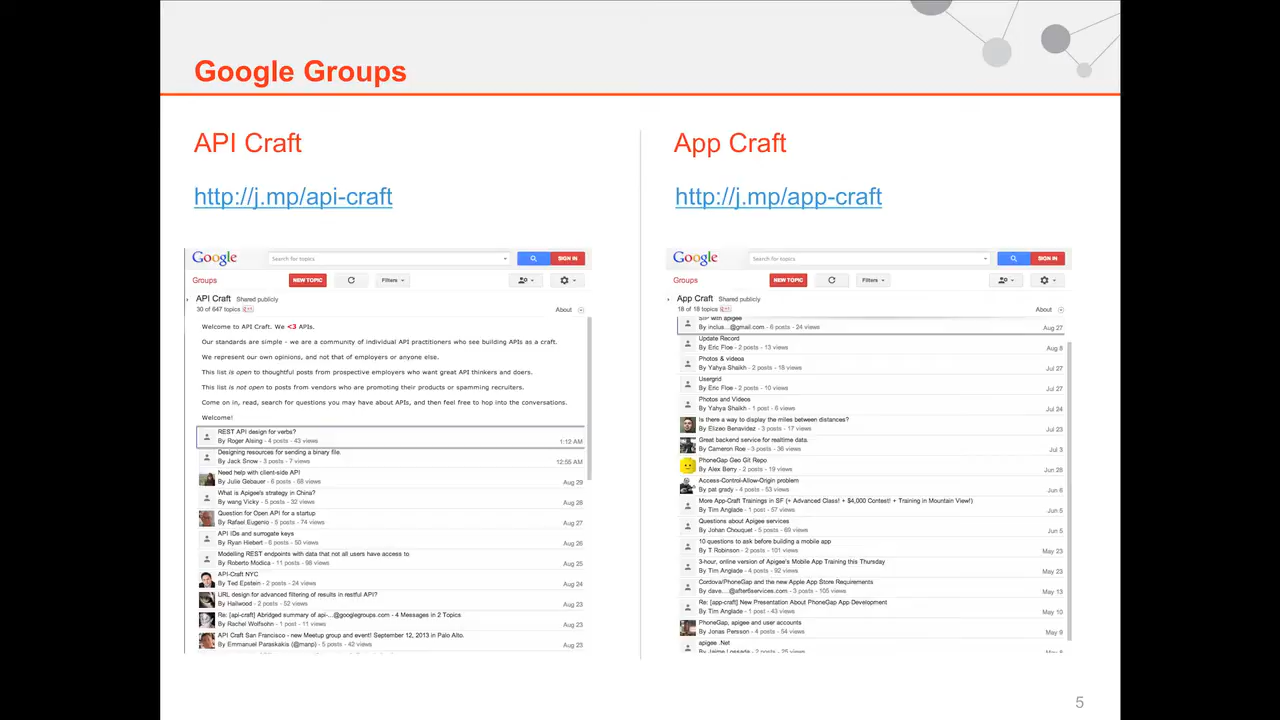 Google Groups
API Craft
http://j.mp/api-craft
Google
Search for topics
SIGN IN
Groups
NEW TOPIC
Filters
API Craft Shared publicly
30 of 647 topics
About
Welcome to API Craft. We <3 APIs.
Our standards are simple - we are a community of individual API practitioners who see building APIs as a craft.
We represent our own opinions, and not that of employers or anyone else.
This list is open to thoughtful posts from prospective employers who want great API thinkers and doers.
This list is not open to posts from vendors who are promoting their products or spamming recruiters.
Come on in, read, search for questions you may have about APIs, and then feel free to hop into the conversations.
Welcome!
REST API design for verbs?
By Roger Alsing - 4 posts - 43 views 1:12 AM
Designing resources for sending a binary file.
By Jack Snow - 3 posts - 7 views 12:55 AM
Need help with client-side API
By Julie Gebauer - 6 posts - 68 views Aug 29
What is Apigee's strategy in China?
By wang Vicky - 5 posts - 32 views Aug 28
Question for Open API for a startup
By Rafael Eugenio - 5 posts - 74 views Aug 27
API IDs and surrogate keys
By Ryan Hiebert - 6 posts - 50 views Aug 26
Modelling REST endpoints with data that not all users have access to
By Roberto Modica - 11 posts - 98 views Aug 25
API-Craft NYC
By Ted Epstein - 2 posts - 24 views Aug 24
URL design for advanced filtering of results in restful API?
By Hailwood - 2 posts - 52 views Aug 23
Re: [api-craft] Abridged summary of api-...@googlegroups.com - 4 Messages in 2 Topics
By Rachel Wolfsohn - 1 post - 11 views Aug 23
API Craft San Francisco - new Meetup group and event! September 12, 2013 in Palo Alto.
By Emmanuel Paraskakis (@manp) - 5 posts - 42 views Aug 23
App Craft
http://j.mp/app-craft
Google
Search for topics
SIGN IN
Groups
NEW TOPIC
Filters
App Craft Shared publicly
18 of 18 topics
About
with apigee
By inclus...@gmail.com - 6 posts - 24 views Aug 27
Update Record
By Eric Floe - 2 posts - 13 views Aug 8
Photos & videos
By Yahya Shaikh - 2 posts - 18 views Jul 27
Usergrid
By Eric Floe - 2 posts - 10 views Jul 27
Photos and Videos
By Yahya Shaikh - 1 post - 6 views Jul 24
Is there a way to display the miles between distances?
By Elizeo Benavidez - 3 posts - 17 views Jul 23
Great backend service for realtime data.
By Cameron Roe - 3 posts - 36 views Jul 3
PhoneGap Geo Git Repo
By Alex Berry - 2 posts - 19 views Jun 28
Access-Control-Allow-Origin problem
By pat grady - 4 posts - 53 views Jun 6
More App-Craft Trainings in SF (+ Advanced Class! + $4,000 Contest! + Training in Mountain View!)
By Tim Anglade - 1 post - 57 views Jun 5
Questions about Apigee services
By Johan Chouquet - 5 posts - 69 views Jun 5
10 questions to ask before building a mobile app
By T Robinson - 2 posts - 101 views May 23
3-hour, online version of Apigee's Mobile App Training this Thursday
By Tim Anglade - 4 posts - 92 views May 23
Cordova/PhoneGap and the new Apple App Store Requirements
By dave....@after6services.com - 3 posts - 105 views May 13
Re: [app-craft] New Presentation About PhoneGap App Development
By Tim Anglade - 1 post - 43 views May 10
PhoneGap, apigee and user accounts
By Jonas Persson - 4 posts - 54 views May 9
apigee .Net
By Jaime Lossada - 2 posts - 25 views May 8
5